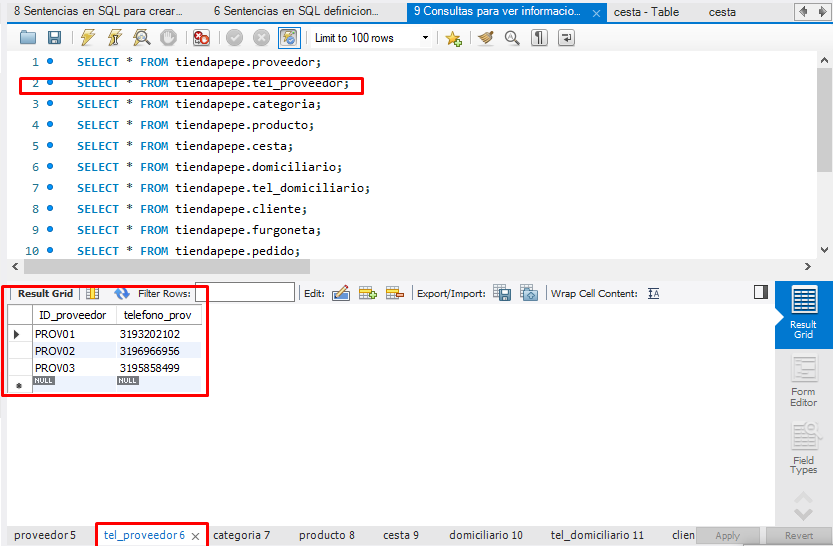 8 Sentencias en SQL para crear... 6 Sentencias en SQL definicion... 9 Consultas para ver informacio... cesta - Table cesta
Limit to 100 rows
1 SELECT * FROM tiendapepe.proveedor;
2 SELECT * FROM tiendapepe.tel_proveedor;
3 SELECT * FROM tiendapepe.categoria;
4 SELECT * FROM tiendapepe.producto;
5 SELECT * FROM tiendapepe.cesta;
6 SELECT * FROM tiendapepe.domiciliario;
7 SELECT * FROM tiendapepe.tel_domiciliario;
8 SELECT * FROM tiendapepe.cliente;
9 SELECT * FROM tiendapepe.furgoneta;
10 SELECT * FROM tiendapepe.pedido;
Result Grid Filter Rows: Edit: Export/Import: Wrap Cell Content:
ID_proveedor telefono_prov
PROV01 3193202102
PROV02 3196966956
PROV03 3195858499
NULL NULL
Result
Grid
Form
Editor
Field
Types
proveedor 5 tel_proveedor 6 categoria 7 producto 8 cesta 9 domiciliario 10 tel_domiciliario 11 clien Apply Revert